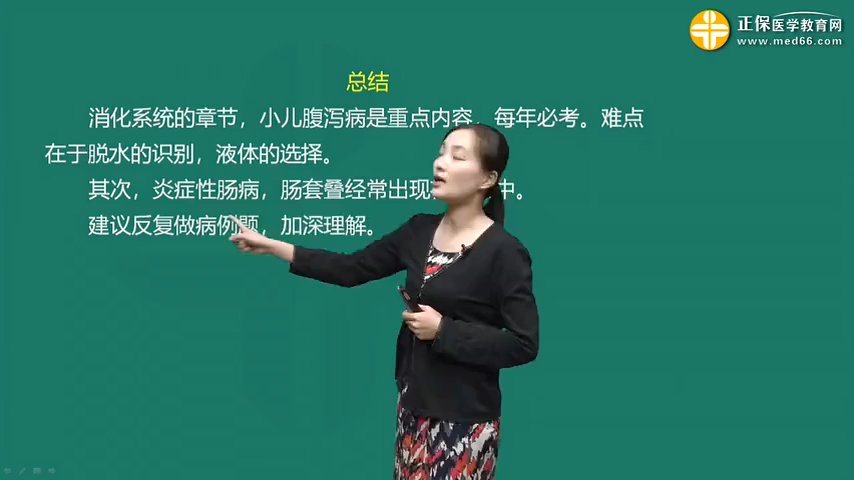 正保医学教育网
www.med66.com
总结
消化系统的章节，小儿腹泻病是重点内容，每年必考。难点
在于脱水的识别，液体的选择。
其次，炎症性肠病，肠套叠经常出现 中。
建议反复做病例题，加深理解。